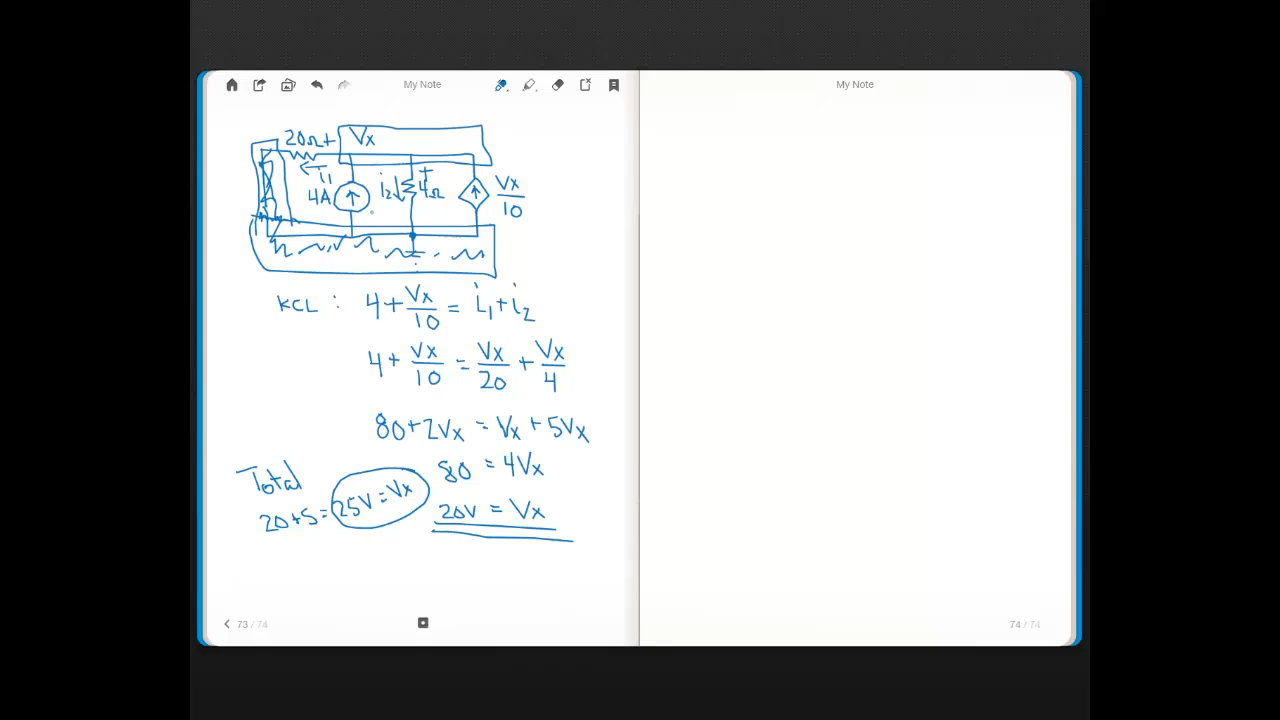 My Note
My Note
20Ω + Vx
i1
4A
i2
+
4Ω
Vx/10
KCL : 4 + Vx/10 = i1 + i2
4 + Vx/10 = Vx/20 + Vx/4
80 + 2Vx = Vx + 5Vx
80 = 4Vx
20V = Vx
Total
20+5 = 25V = Vx
73 / 74
74 / 74